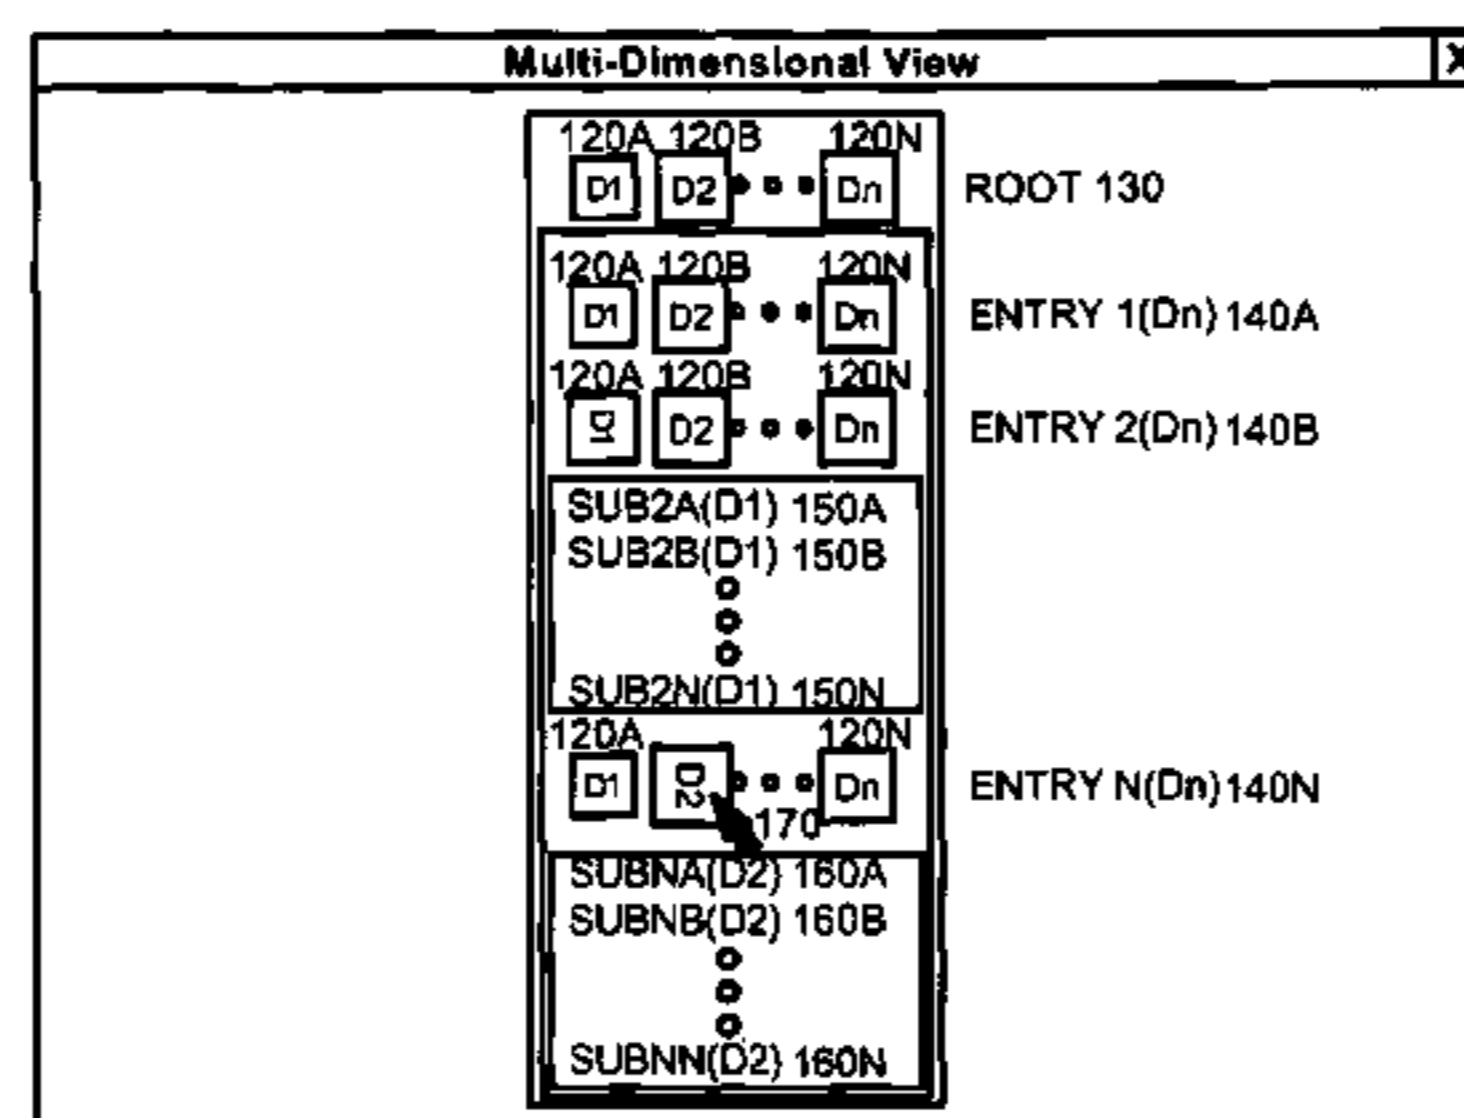 Multi-Dimensional View X
120A 120B 120N
D1 D2 Dn ROOT 130
120A 120B 120N
D1 D2 Dn ENTRY 1(Dn) 140A
120A 120B 120N
D1 D2 Dn ENTRY 2(Dn) 140B
SUB2A(D1) 150A
SUB2B(D1) 150B
SUB2N(D1) 150N
120A 120N
D1 D2 Dn ENTRY N(Dn) 140N
170
SUBNA(D2) 160A
SUBNB(D2) 160B
SUBNN(D2) 160N